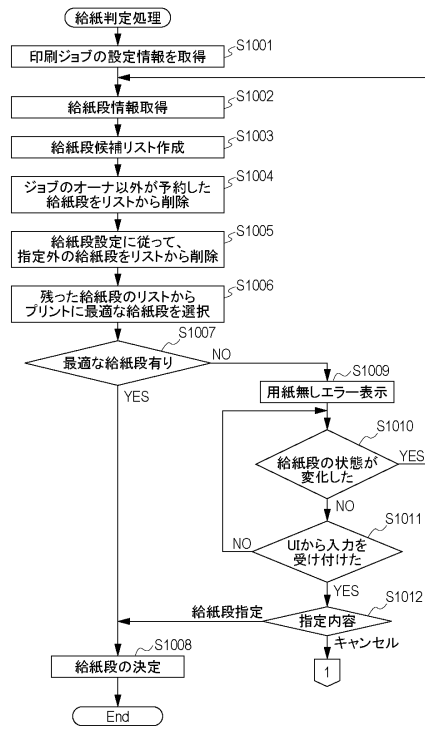 給紙判定処理
S1001
印刷ジョブの設定情報を取得
S1002
給紙段情報取得
S1003
給紙段候補リスト作成
S1004
ジョブのオーナ以外が予約した
給紙段をリストから削除
S1005
給紙段設定に従って、
指定外の給紙段をリストから削除
S1006
残った給紙段のリストから
プリントに最適な給紙段を選択
S1007
最適な給紙段有り
NO
YES
S1009
用紙無しエラー表示
S1010
給紙段の状態が
変化した
YES
NO
S1011
UIから入力を
受け付けた
NO
YES
S1012
給紙段指定
指定内容
キャンセル
S1008
給紙段の決定
1
End